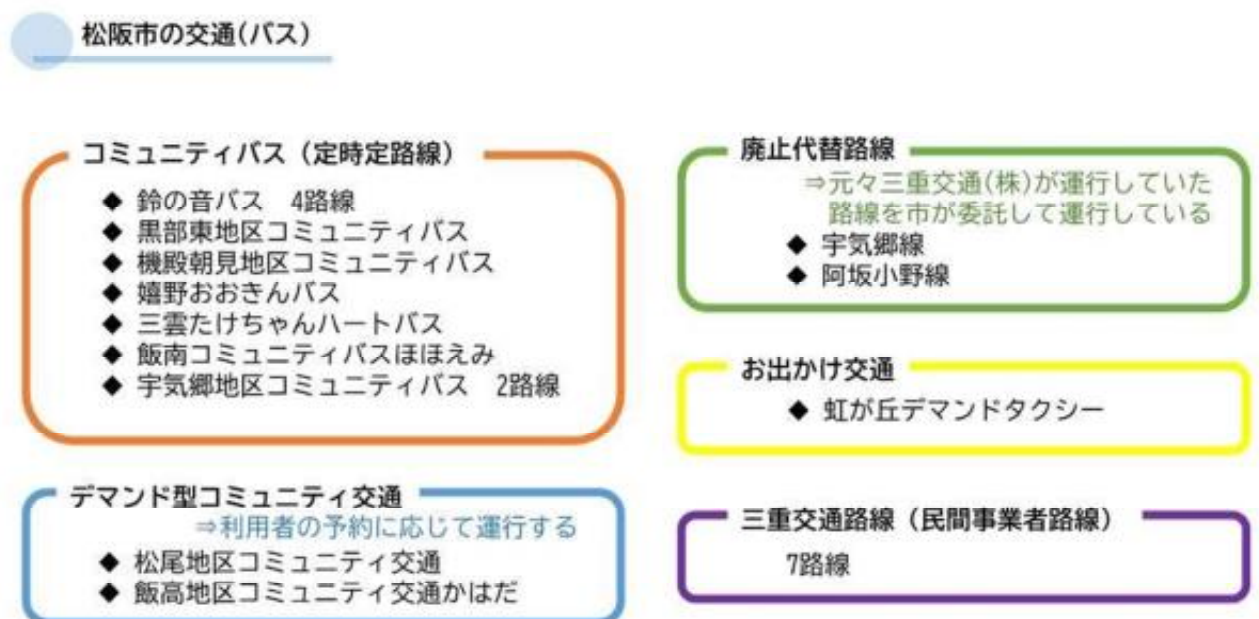 松阪市の交通(バス)
コミュニティバス（定時定路線）
◆ 鈴の音バス　4路線
◆ 黒部東地区コミュニティバス
◆ 機殿朝見地区コミュニティバス
◆ 嬉野おおきんバス
◆ 三雲たけちゃんハートバス
◆ 飯南コミュニティバスほほえみ
◆ 宇気郷地区コミュニティバス　2路線
デマンド型コミュニティ交通
⇒利用者の予約に応じて運行する
◆ 松尾地区コミュニティ交通
◆ 飯高地区コミュニティ交通かはだ
廃止代替路線
⇒元々三重交通(株)が運行していた
路線を市が委託して運行している
◆ 宇気郷線
◆ 阿坂小野線
お出かけ交通
◆ 虹が丘デマンドタクシー
三重交通路線（民間事業者路線）
7路線